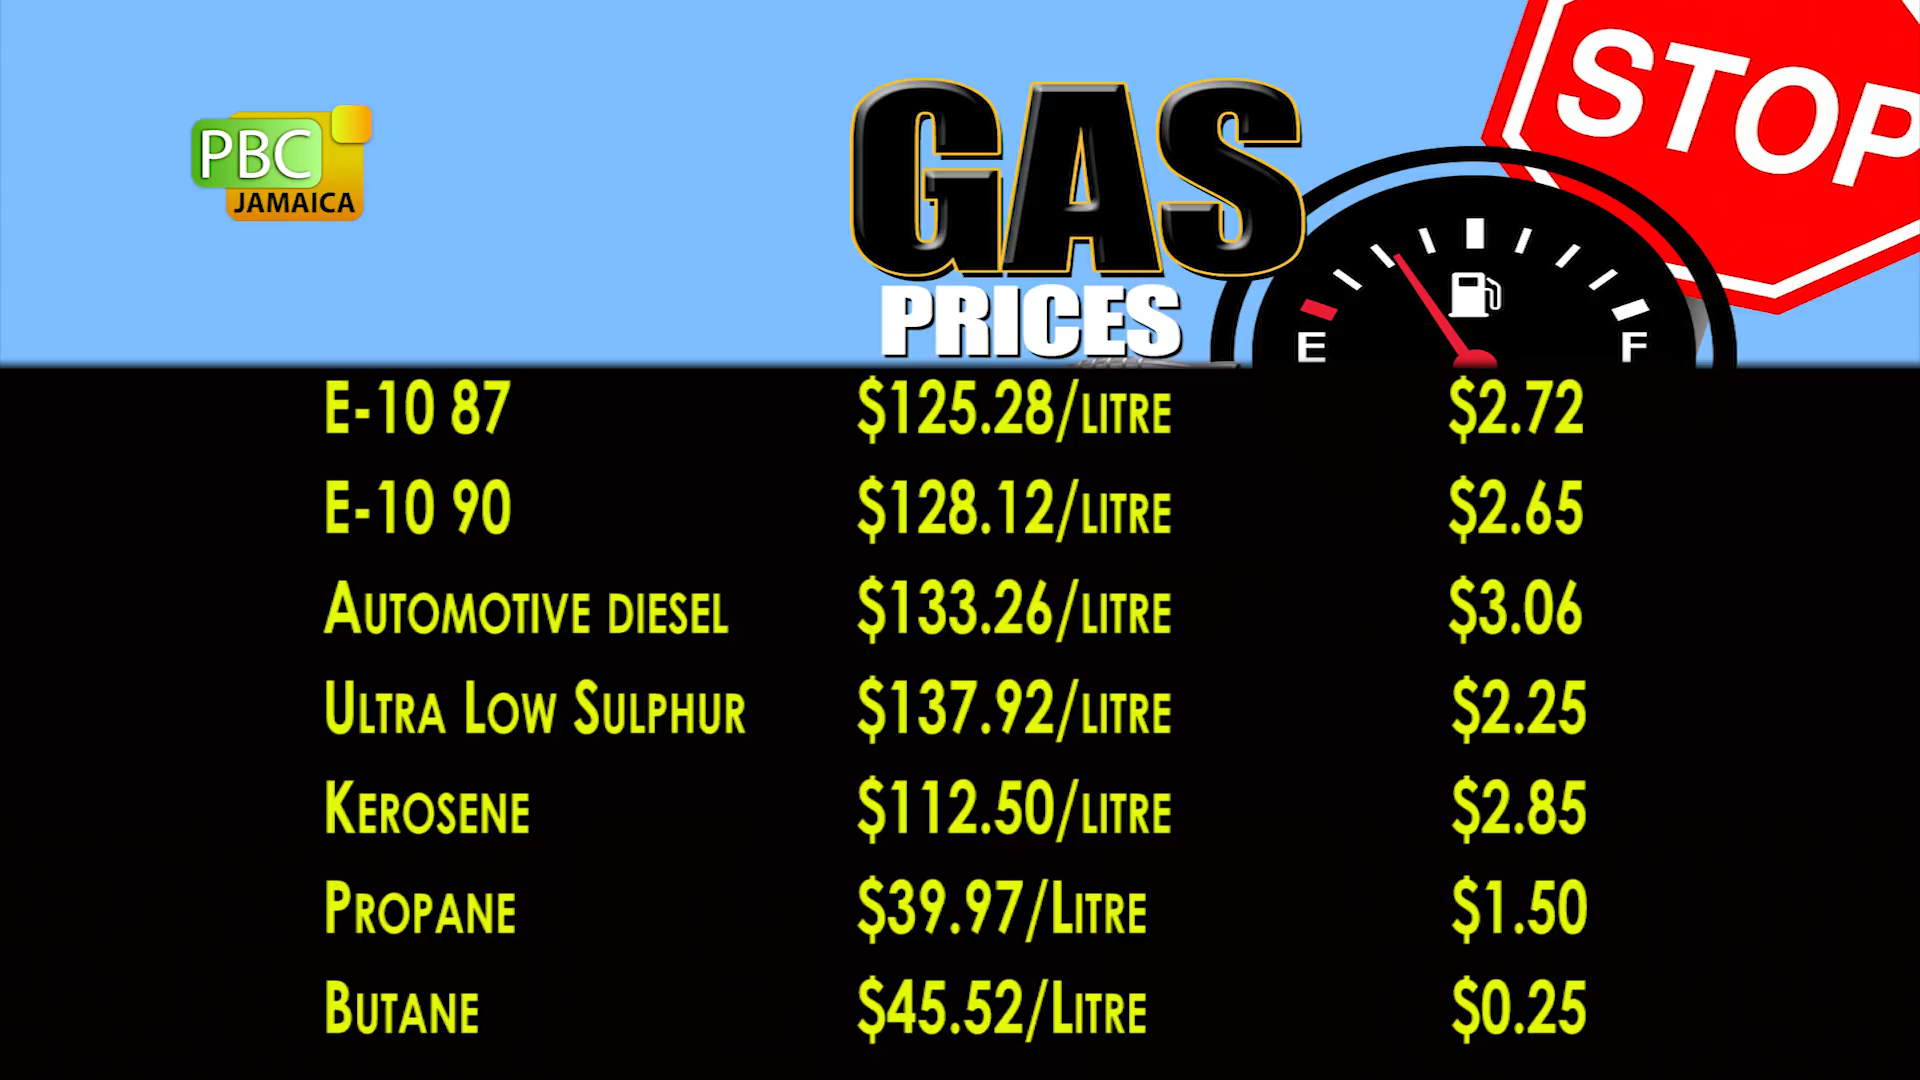 PBC
JAMAICA
GAS
PRICES
STOP
E F
E-10 87 $125.28/LITRE $2.72
E-10 90 $128.12/LITRE $2.65
AUTOMOTIVE DIESEL $133.26/LITRE $3.06
ULTRA LOW SULPHUR $137.92/LITRE $2.25
KEROSENE $112.50/LITRE $2.85
PROPANE $39.97/LITRE $1.50
BUTANE $45.52/LITRE $0.25